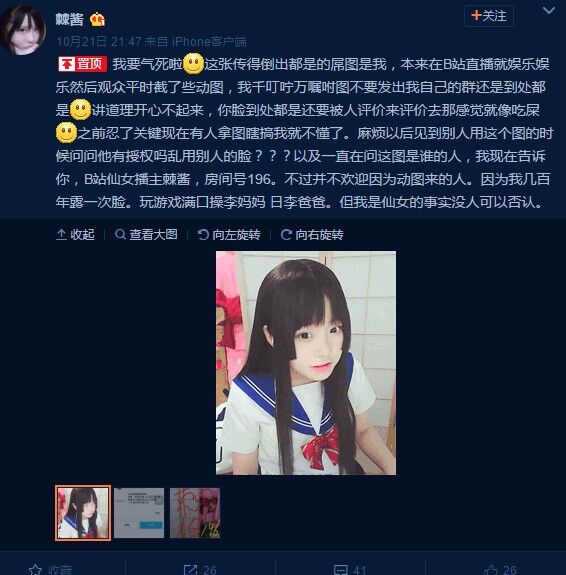 棘酱
+关注
10月21日 21:47 来自 iPhone客户端
置顶 我要气死啦 这张传得倒出都是的屌图是我，本来在B站直播就娱乐娱
乐然后观众平时截了些动图，我千叮咛万嘱咐图不要发出我自己的群还是到处都
是 讲道理开心不起来，你脸到处都是还要被人评价来评价去那感觉就像吃屎
之前忍了关键现在有人拿图瞎搞我就不懂了。麻烦以后见到别人用这个图的时
候问问他有授权吗乱用别人的脸？？？以及一直在问这图是谁的人，我现在告诉
你，B站仙女播主棘酱，房间号196。不过并不欢迎因为动图来的人。因为我几百
年露一次脸。玩游戏满口操李妈妈 日李爸爸。但我是仙女的事实没人可以否认。
收起 查看大图 向左旋转 向右旋转
196
收藏 26 41 26